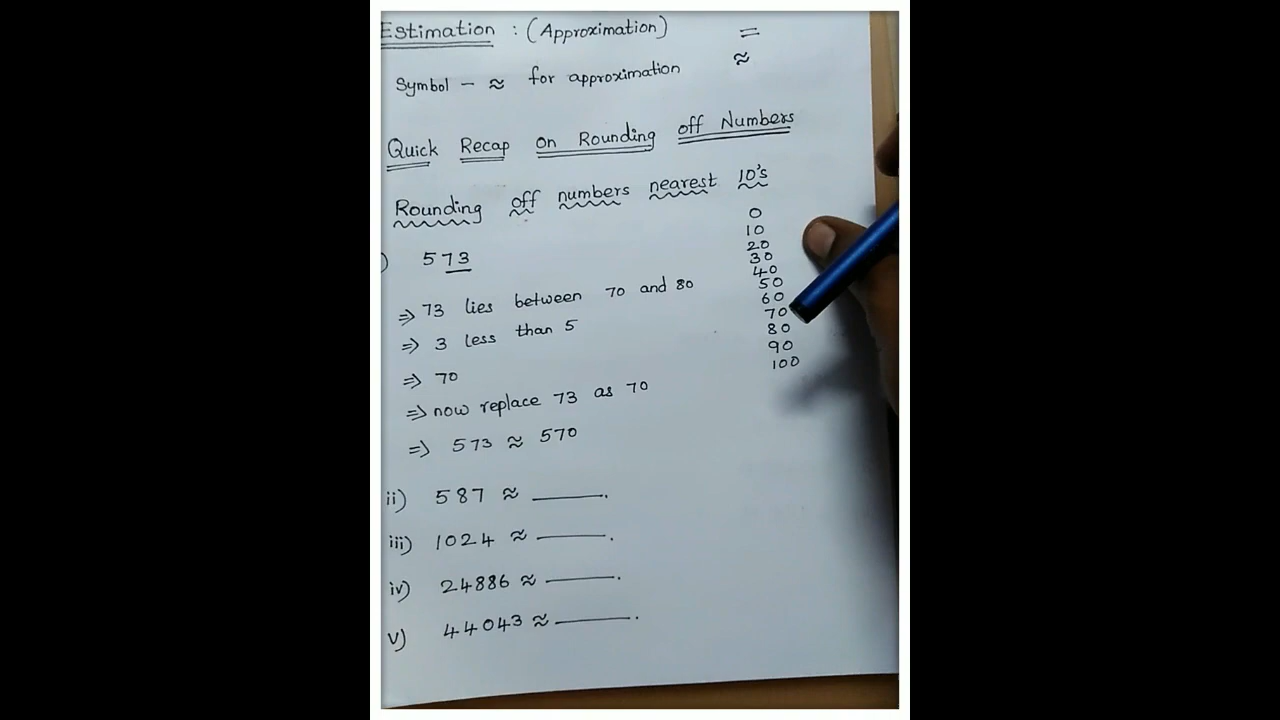 Estimation : (Approximation) =
Symbol - ≈ for approximation ≈
Quick Recap on Rounding off Numbers
Rounding off numbers nearest 10's
) 573
⇒ 73 lies between 70 and 80
⇒ 3 less than 5
⇒ 70
⇒ now replace 73 as 70
⇒ 573 ≈ 570
ii) 587 ≈ ______.
iii) 1024 ≈ ______.
iv) 24886 ≈ ______.
v) 44043 ≈ ______.
0
10
20
30
40
50
60
70
80
90
100